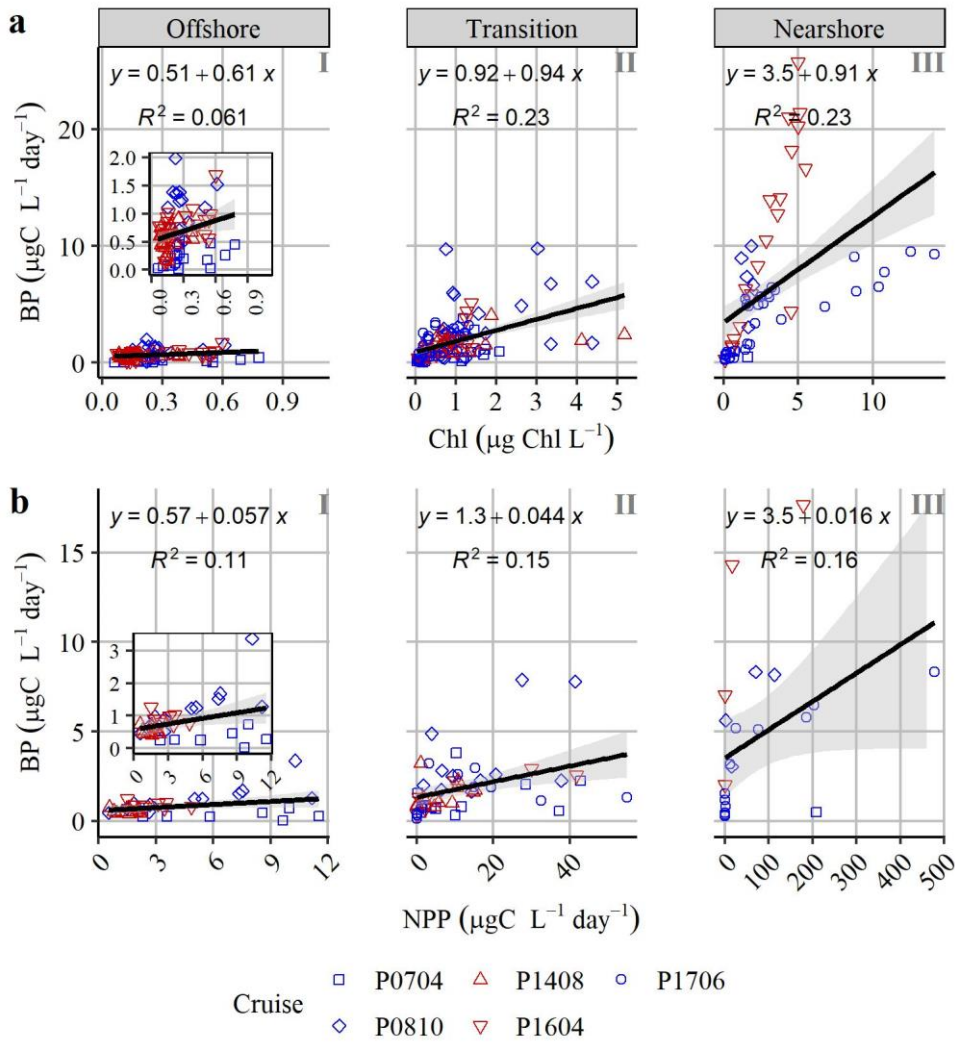 a
Offshore
Transition
Nearshore
I
II
III
y = 0.51 + 0.61 x
y = 0.92 + 0.94 x
y = 3.5 + 0.91 x
R² = 0.061
R² = 0.23
R² = 0.23
BP (µgC L⁻¹ day⁻¹)
20
10
0
2.0
1.5
1.0
0.5
0.0
0.0 0.3 0.6 0.9
0.0 0.3 0.6 0.9
0 1 2 3 4 5
0 5 10
Chl (µg Chl L⁻¹)
b
I
II
III
y = 0.57 + 0.057 x
y = 1.3 + 0.044 x
y = 3.5 + 0.016 x
R² = 0.11
R² = 0.15
R² = 0.16
BP (µgC L⁻¹ day⁻¹)
15
10
5
0
3
2
1
0
0 3 6 9 12
0 3 6 9 12
0 20 40
0 100 200 300 400 500
NPP (µgC L⁻¹ day⁻¹)
Cruise
P0704
P1408
P1706
P0810
P1604